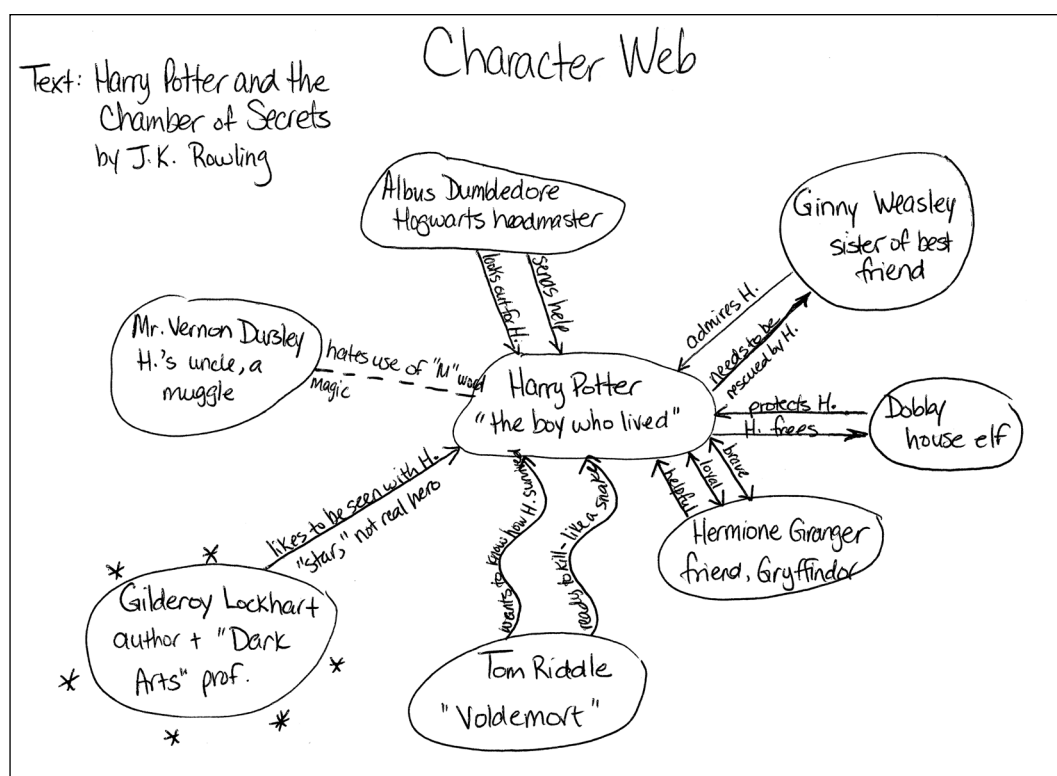 Character Web
Text: Harry Potter and the
Chamber of Secrets
by J.K. Rowling
Albus Dumbledore
Hogwarts headmaster
looks out for H.
sends help
Ginny Weasley
sister of best
friend
admires H.
needs to be
rescued by H.
Mr. Vernon Dursley
H.'s uncle, a
muggle
hates use of "M" word
Magic
Harry Potter
"the boy who lived"
protects H.
H. frees
Dobby
house elf
helpful
loyal
brave
Hermione Granger
friend, Gryffindor
likes to be seen with H.
"star," not real hero
Gilderoy Lockhart
author + "Dark
Arts" prof.
wants to know how H. survived
ready to kill - like a snake
Tom Riddle
"Voldemort"